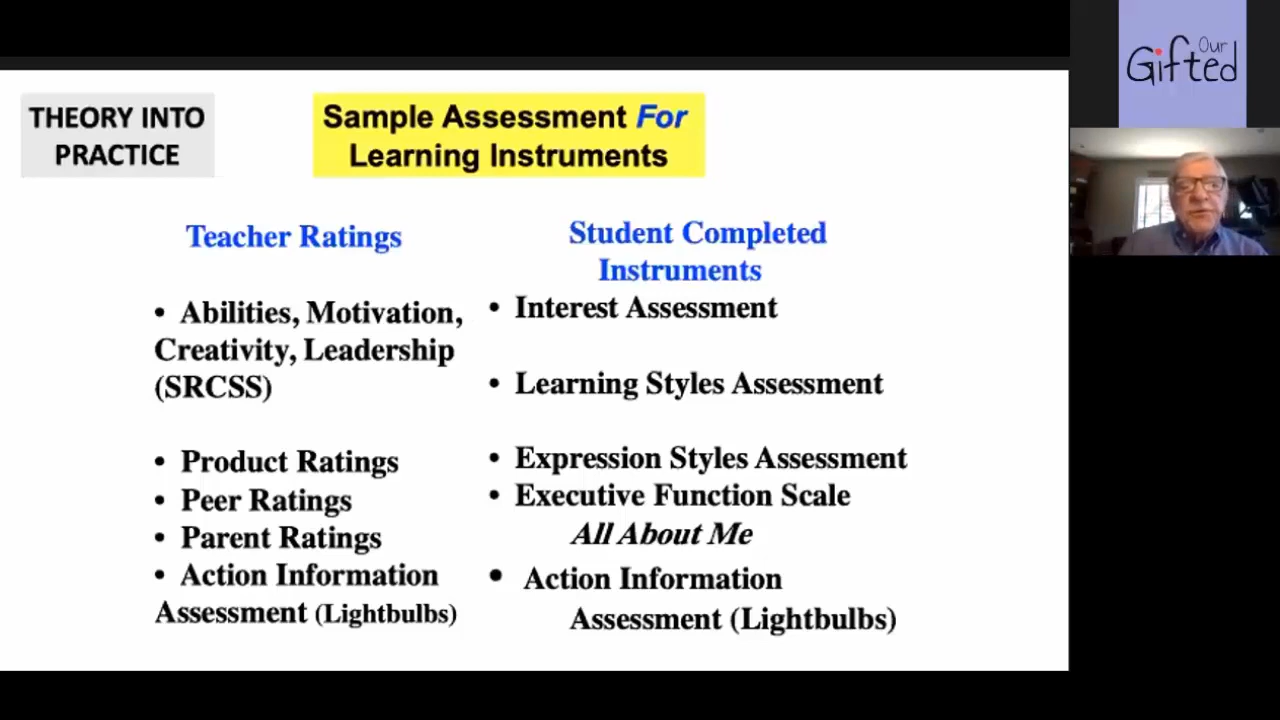 THEORY INTO
PRACTICE
Sample Assessment For
Learning Instruments
Teacher Ratings
• Abilities, Motivation,
Creativity, Leadership
(SRCSS)
• Product Ratings
• Peer Ratings
• Parent Ratings
• Action Information
Assessment (Lightbulbs)
Student Completed
Instruments
• Interest Assessment
• Learning Styles Assessment
• Expression Styles Assessment
• Executive Function Scale
All About Me
• Action Information
Assessment (Lightbulbs)
Our
Gifted